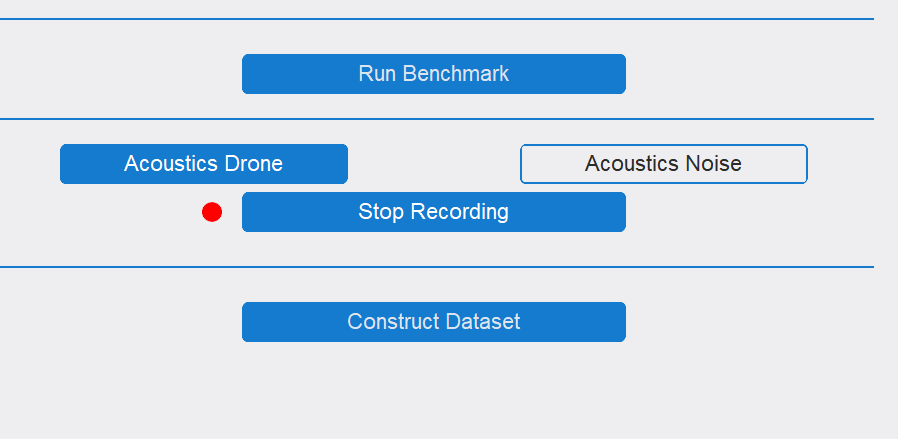 Run Benchmark
Acoustics Drone
Acoustics Noise
Stop Recording
Construct Dataset